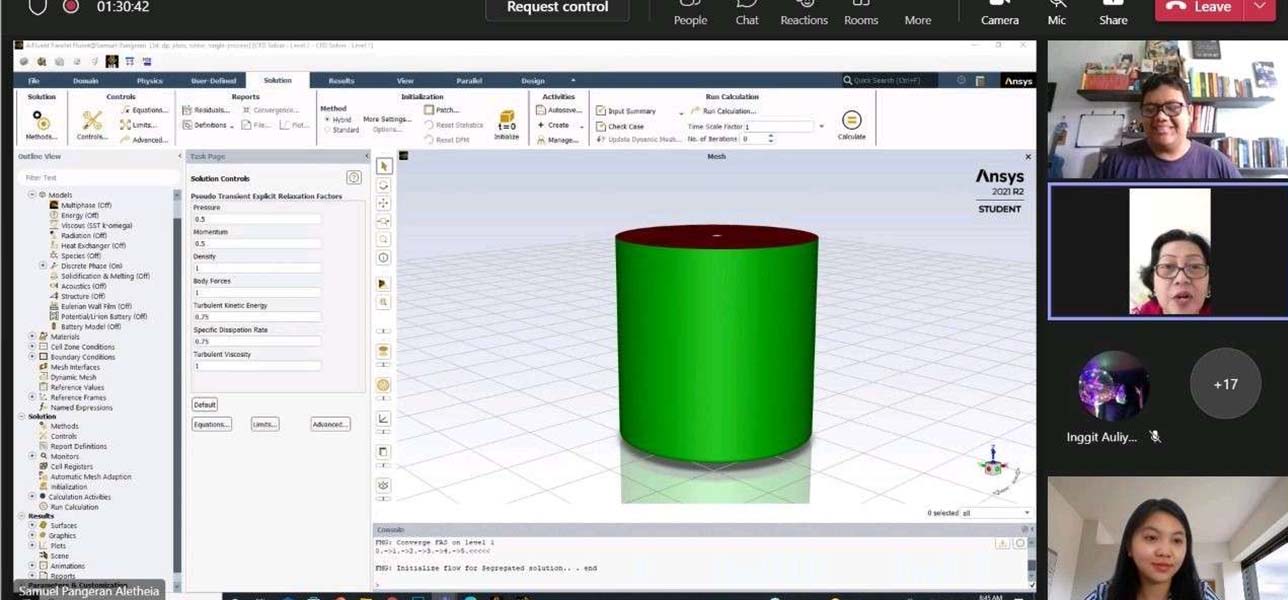 01:30:42
Request control
People
Chat
Reactions
Rooms
More
Camera
Mic
Share
Leave
File
Domain
Physics
User-Defined
Solution
Results
View
Parallel
Design
Quick Search (Ctrl+F)
Ansys
Solution
Controls
Reports
Initialization
Activities
Run Calculation
Methods...
Controls...
Equations...
Limits...
Advanced...
Residuals...
Definitions
Convergence...
File...
Plot...
Method
Hybrid
Standard
More Settings...
Options...
Patch...
Reset Statistics
Reset DPM
t=0
Initialize
Autosave...
Create
Manage...
Input Summary
Check Case
Update Dynamic Mesh...
Run Calculation...
Time Scale Factor 1
No. of Iterations 0
Calculate
Outline View
Filter Text
Models
Multiphase (Off)
Energy (Off)
Viscous (SST k-omega)
Radiation (Off)
Heat Exchanger (Off)
Species (Off)
Discrete Phase (On)
Solidification & Melting (Off)
Acoustics (Off)
Structure (Off)
Eulerian Wall Film (Off)
Potential/Li-ion Battery (Off)
Battery Model (Off)
Materials
Cell Zone Conditions
Boundary Conditions
Mesh Interfaces
Dynamic Mesh
Reference Values
Reference Frames
Named Expressions
Solution
Methods
Controls
Report Definitions
Monitors
Cell Registers
Automatic Mesh Adaption
Initialization
Calculation Activities
Run Calculation
Results
Surfaces
Graphics
Plots
Scene
Animations
Reports
Parameters & Customization
Samuel Pangeran Aletheia
Task Page
Solution Controls
Pseudo Transient Explicit Relaxation Factors
Pressure
0.5
Momentum
0.5
Density
1
Body Forces
1
Turbulent Kinetic Energy
0.75
Specific Dissipation Rate
0.75
Turbulent Viscosity
1
Default
Equations...
Limits...
Advanced...
Mesh
Ansys
2021 R2
STUDENT
0 selected all
Console
FMG: Converge FAS on level 1
FMG: Initialize flow for Segregated solution... end
8:45 AM
+17
Inggit Auliy...